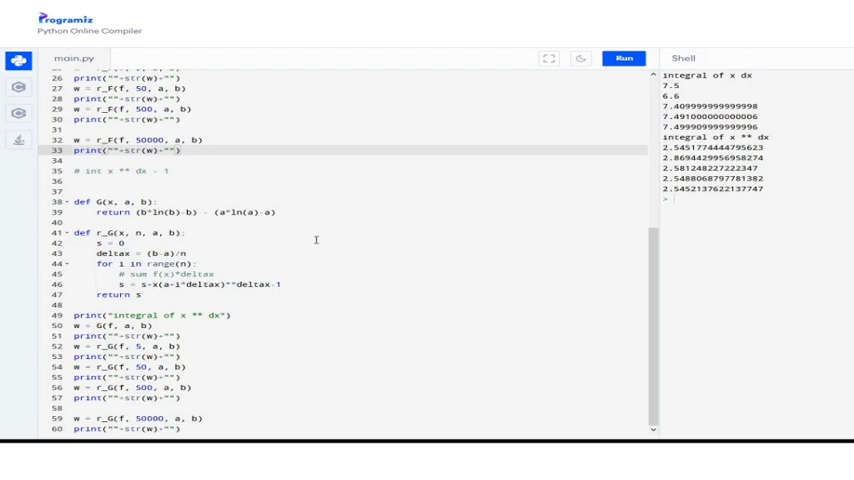 Programiz
Python Online Compiler
main.py
Run
Shell
26 print(""-str(w)-"")
27 w = r_F(f, 50, a, b)
28 print(""-str(w)-"")
29 w = r_F(f, 500, a, b)
30 print(""-str(w)-"")
31
32 w = r_F(f, 50000, a, b)
33 print(""-str(w)-"")
34
35 # int x ** dx - 1
36
37
38 def G(x, a, b):
39 return (b*ln(b)-b) - (a*ln(a)-a)
40
41 def r_G(x, n, a, b):
42 s = 0
43 deltax = (b-a)/n
44 for i in range(n):
45 # sum f(x)*deltax
46 s = s-x(a-i*deltax)**deltax-1
47 return s
48
49 print("integral of x ** dx")
50 w = G(f, a, b)
51 print(""-str(w)-"")
52 w = r_G(f, 5, a, b)
53 print(""-str(w)-"")
54 w = r_G(f, 50, a, b)
55 print(""-str(w)-"")
56 w = r_G(f, 500, a, b)
57 print(""-str(w)-"")
58
59 w = r_G(f, 50000, a, b)
60 print(""-str(w)-"")
integral of x dx
7.5
6.6
7.409999999999998
7.491000000000006
7.499909999999996
integral of x ** dx
2.5451774444795623
2.8694429956958274
2.581248227222347
2.5488068797781382
2.5452137622137747
>